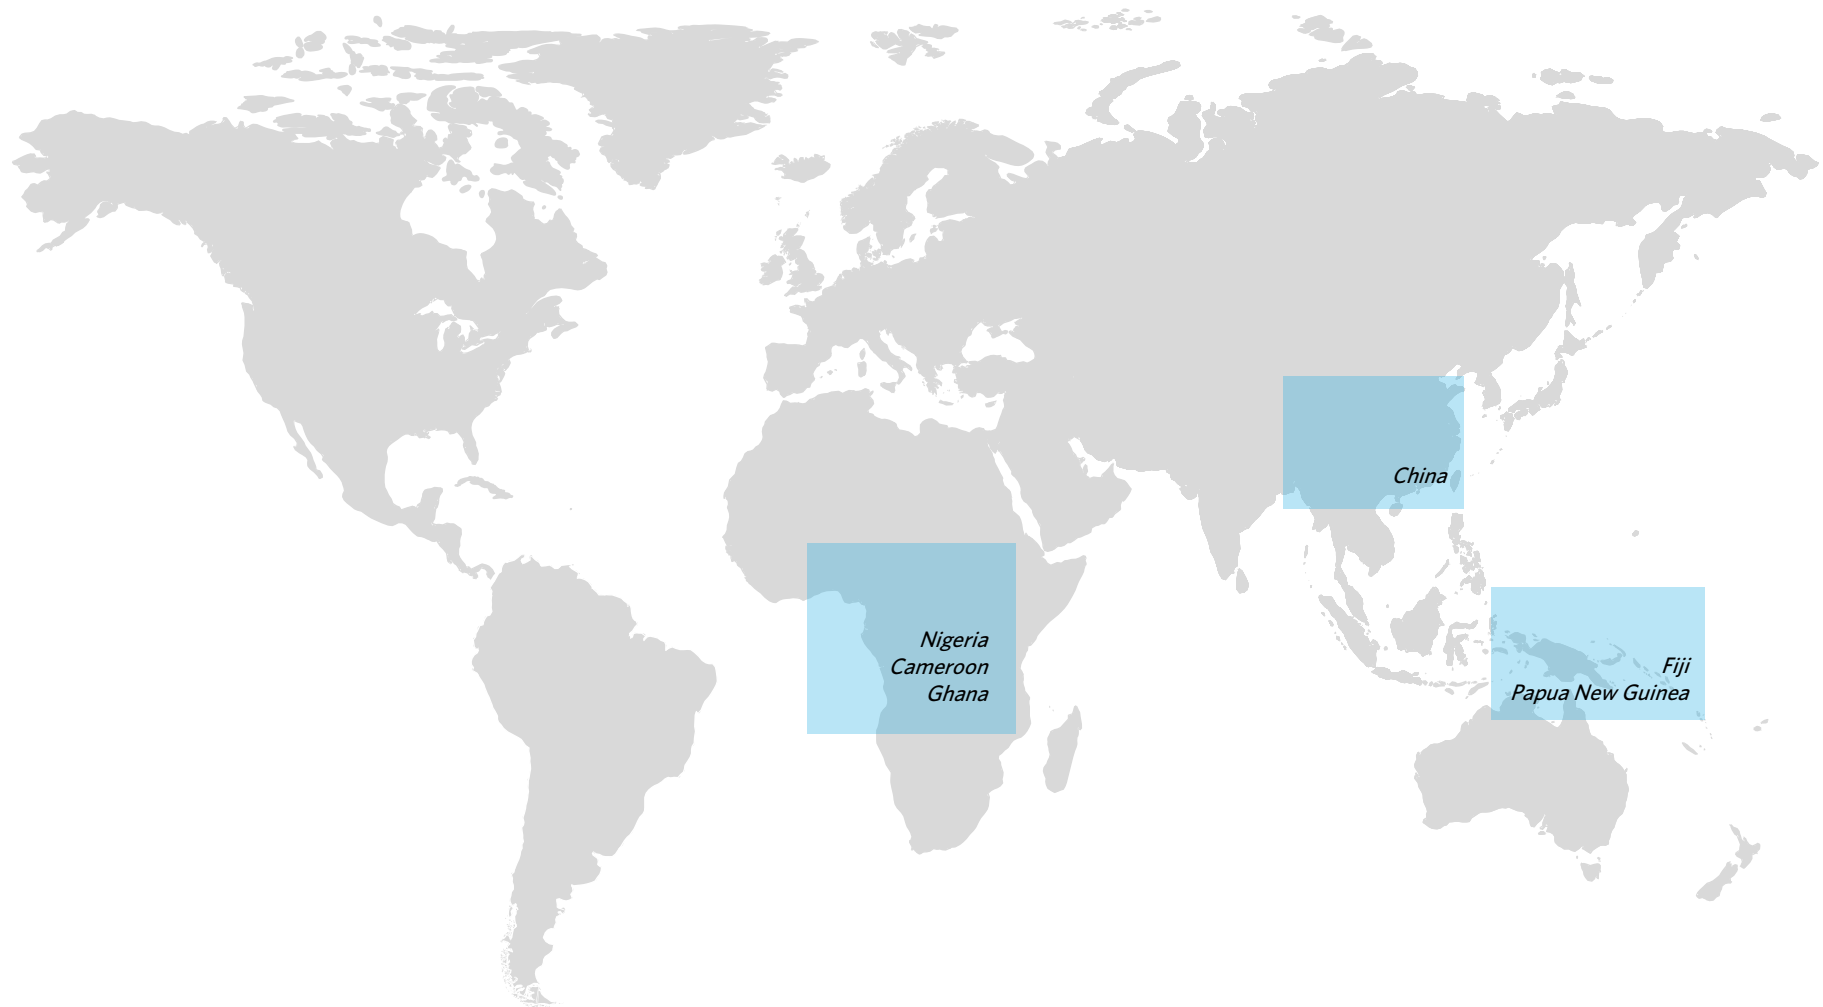 China
Nigeria
Cameroon
Ghana
Fiji
Papua New Guinea